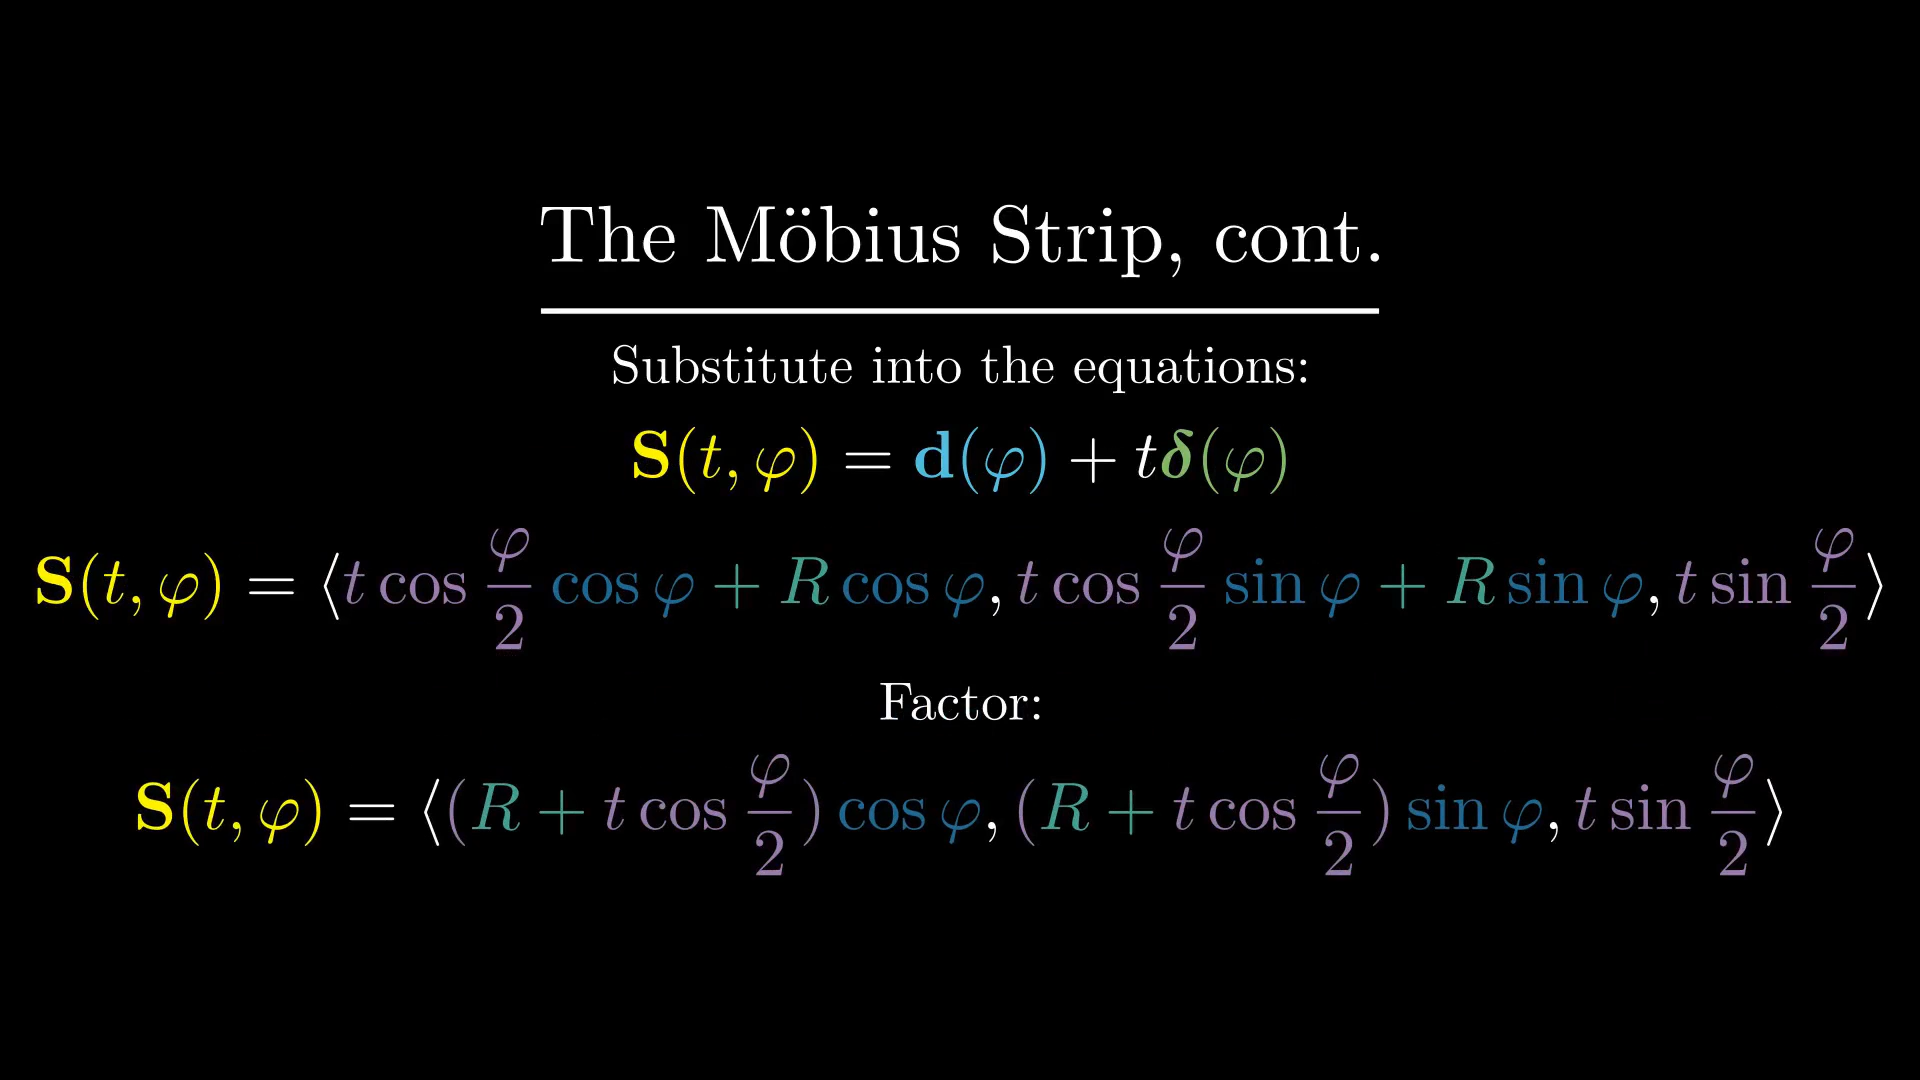 The Möbius Strip, cont.
Substitute into the equations:
𝐒(t, φ) = 𝐝(φ) + t𝜹(φ)
𝐒(t, φ) = ⟨t cos φ/2 cos φ + R cos φ, t cos φ/2 sin φ + R sin φ, t sin φ/2⟩
Factor:
𝐒(t, φ) = ⟨(R + t cos φ/2) cos φ, (R + t cos φ/2) sin φ, t sin φ/2⟩